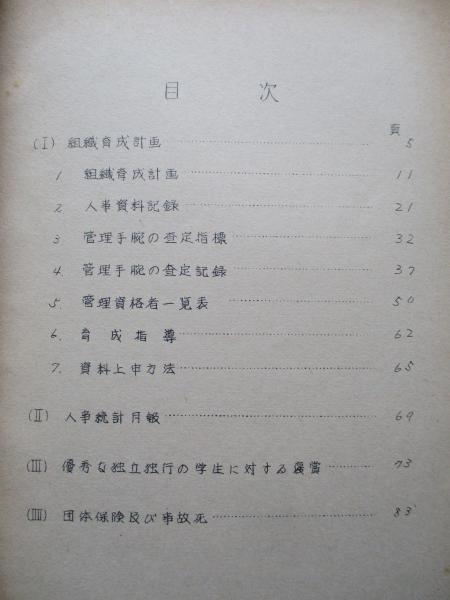 目 次
頁
(I) 組織育成計画 5
1 組織育成計画 11
2 人事資料記録 21
3 管理手腕の査定指標 32
4. 管理手腕の査定記録 37
5. 管理資格者一覧表 50
6. 育成指導 62
7. 資料上申方法 65
(II) 人事統計月報 69
(III) 優秀な独立独行の学生に対する褒賞 73
(IIII) 団体保険及び事故死 83